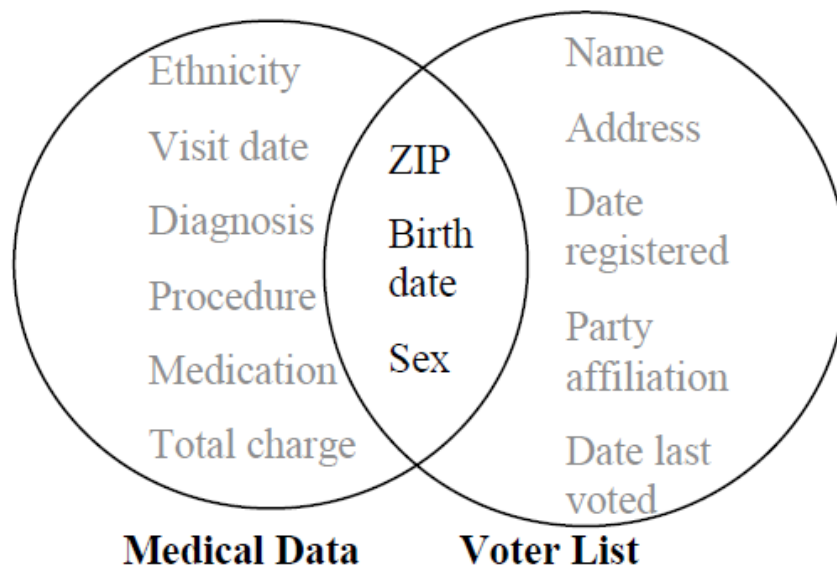 Ethnicity
Visit date
Diagnosis
Procedure
Medication
Total charge
ZIP
Birth
date
Sex
Name
Address
Date
registered
Party
affiliation
Date last
voted
Medical Data
Voter List